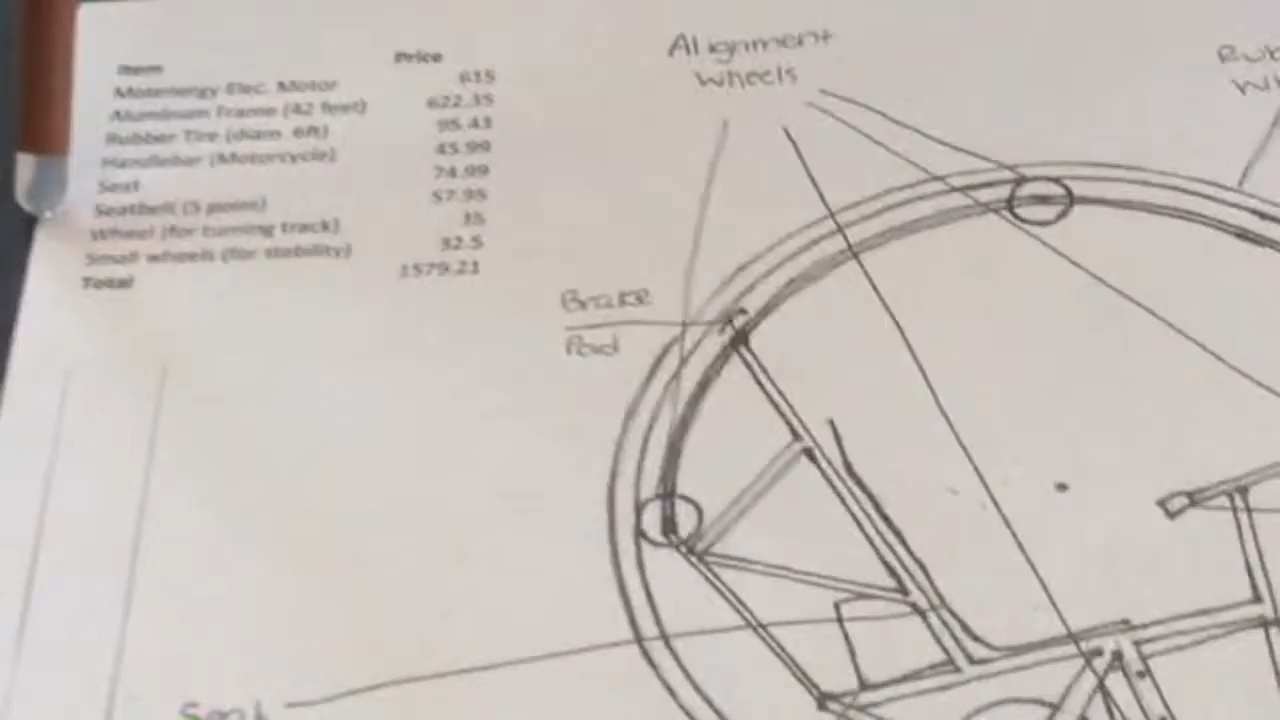 Item Price
Motenergy Elec. Motor 615
Aluminum Frame (42 feet) 622.35
Rubber Tire (diam 6ft) 95.43
Handlebar (Motorcycle) 45.99
Seat 74.99
Seatbelt (5 point) 57.95
Wheel (for turning track) 35
Small wheels (for stability) 32.5
Total 1579.21
Alignment
Wheels
Brake
Pad
Seat